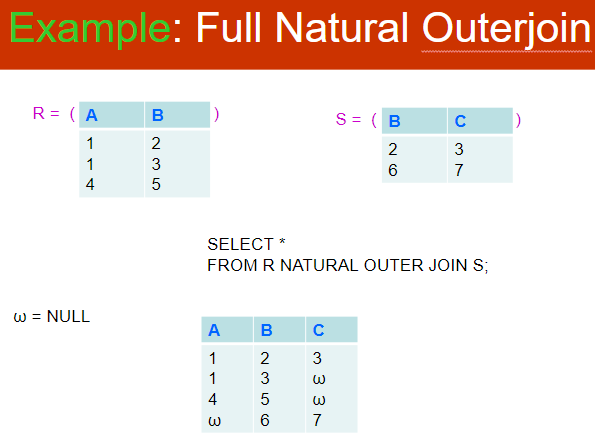 Example: Full Natural Outerjoin
R = ( A B )
1 2
1 3
4 5
S = ( B C )
2 3
6 7
SELECT *
FROM R NATURAL OUTER JOIN S;
ω = NULL
A B C
1 2 3
1 3 ω
4 5 ω
ω 6 7